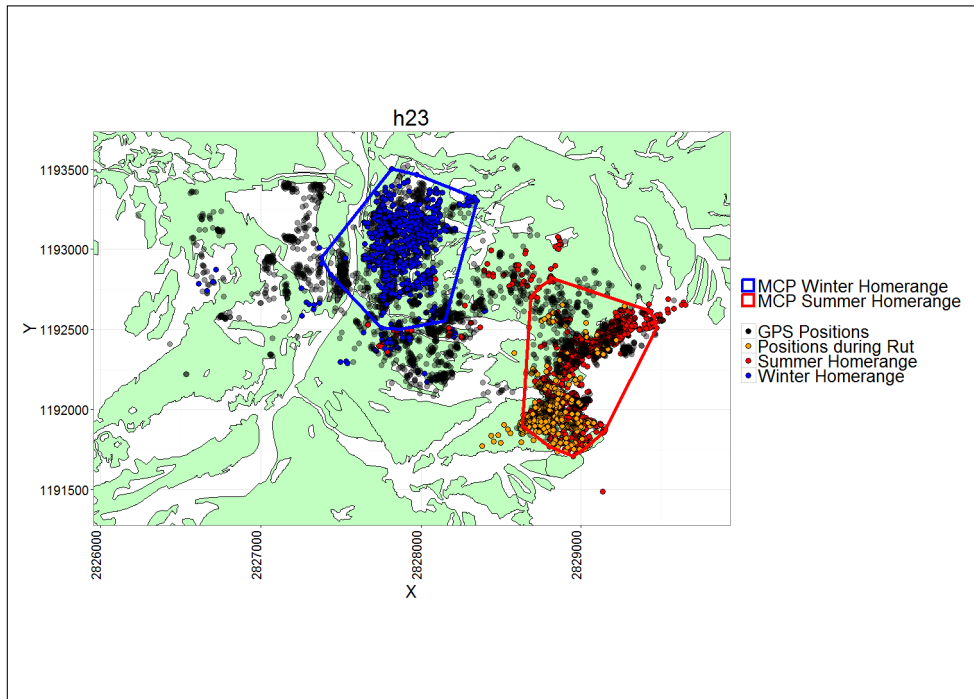 h23
1193500
1193000
1192500
1192000
1191500
Y
2826000
2827000
2828000
2829000
X
MCP Winter Homerange
MCP Summer Homerange
GPS Positions
Positions during Rut
Summer Homerange
Winter Homerange